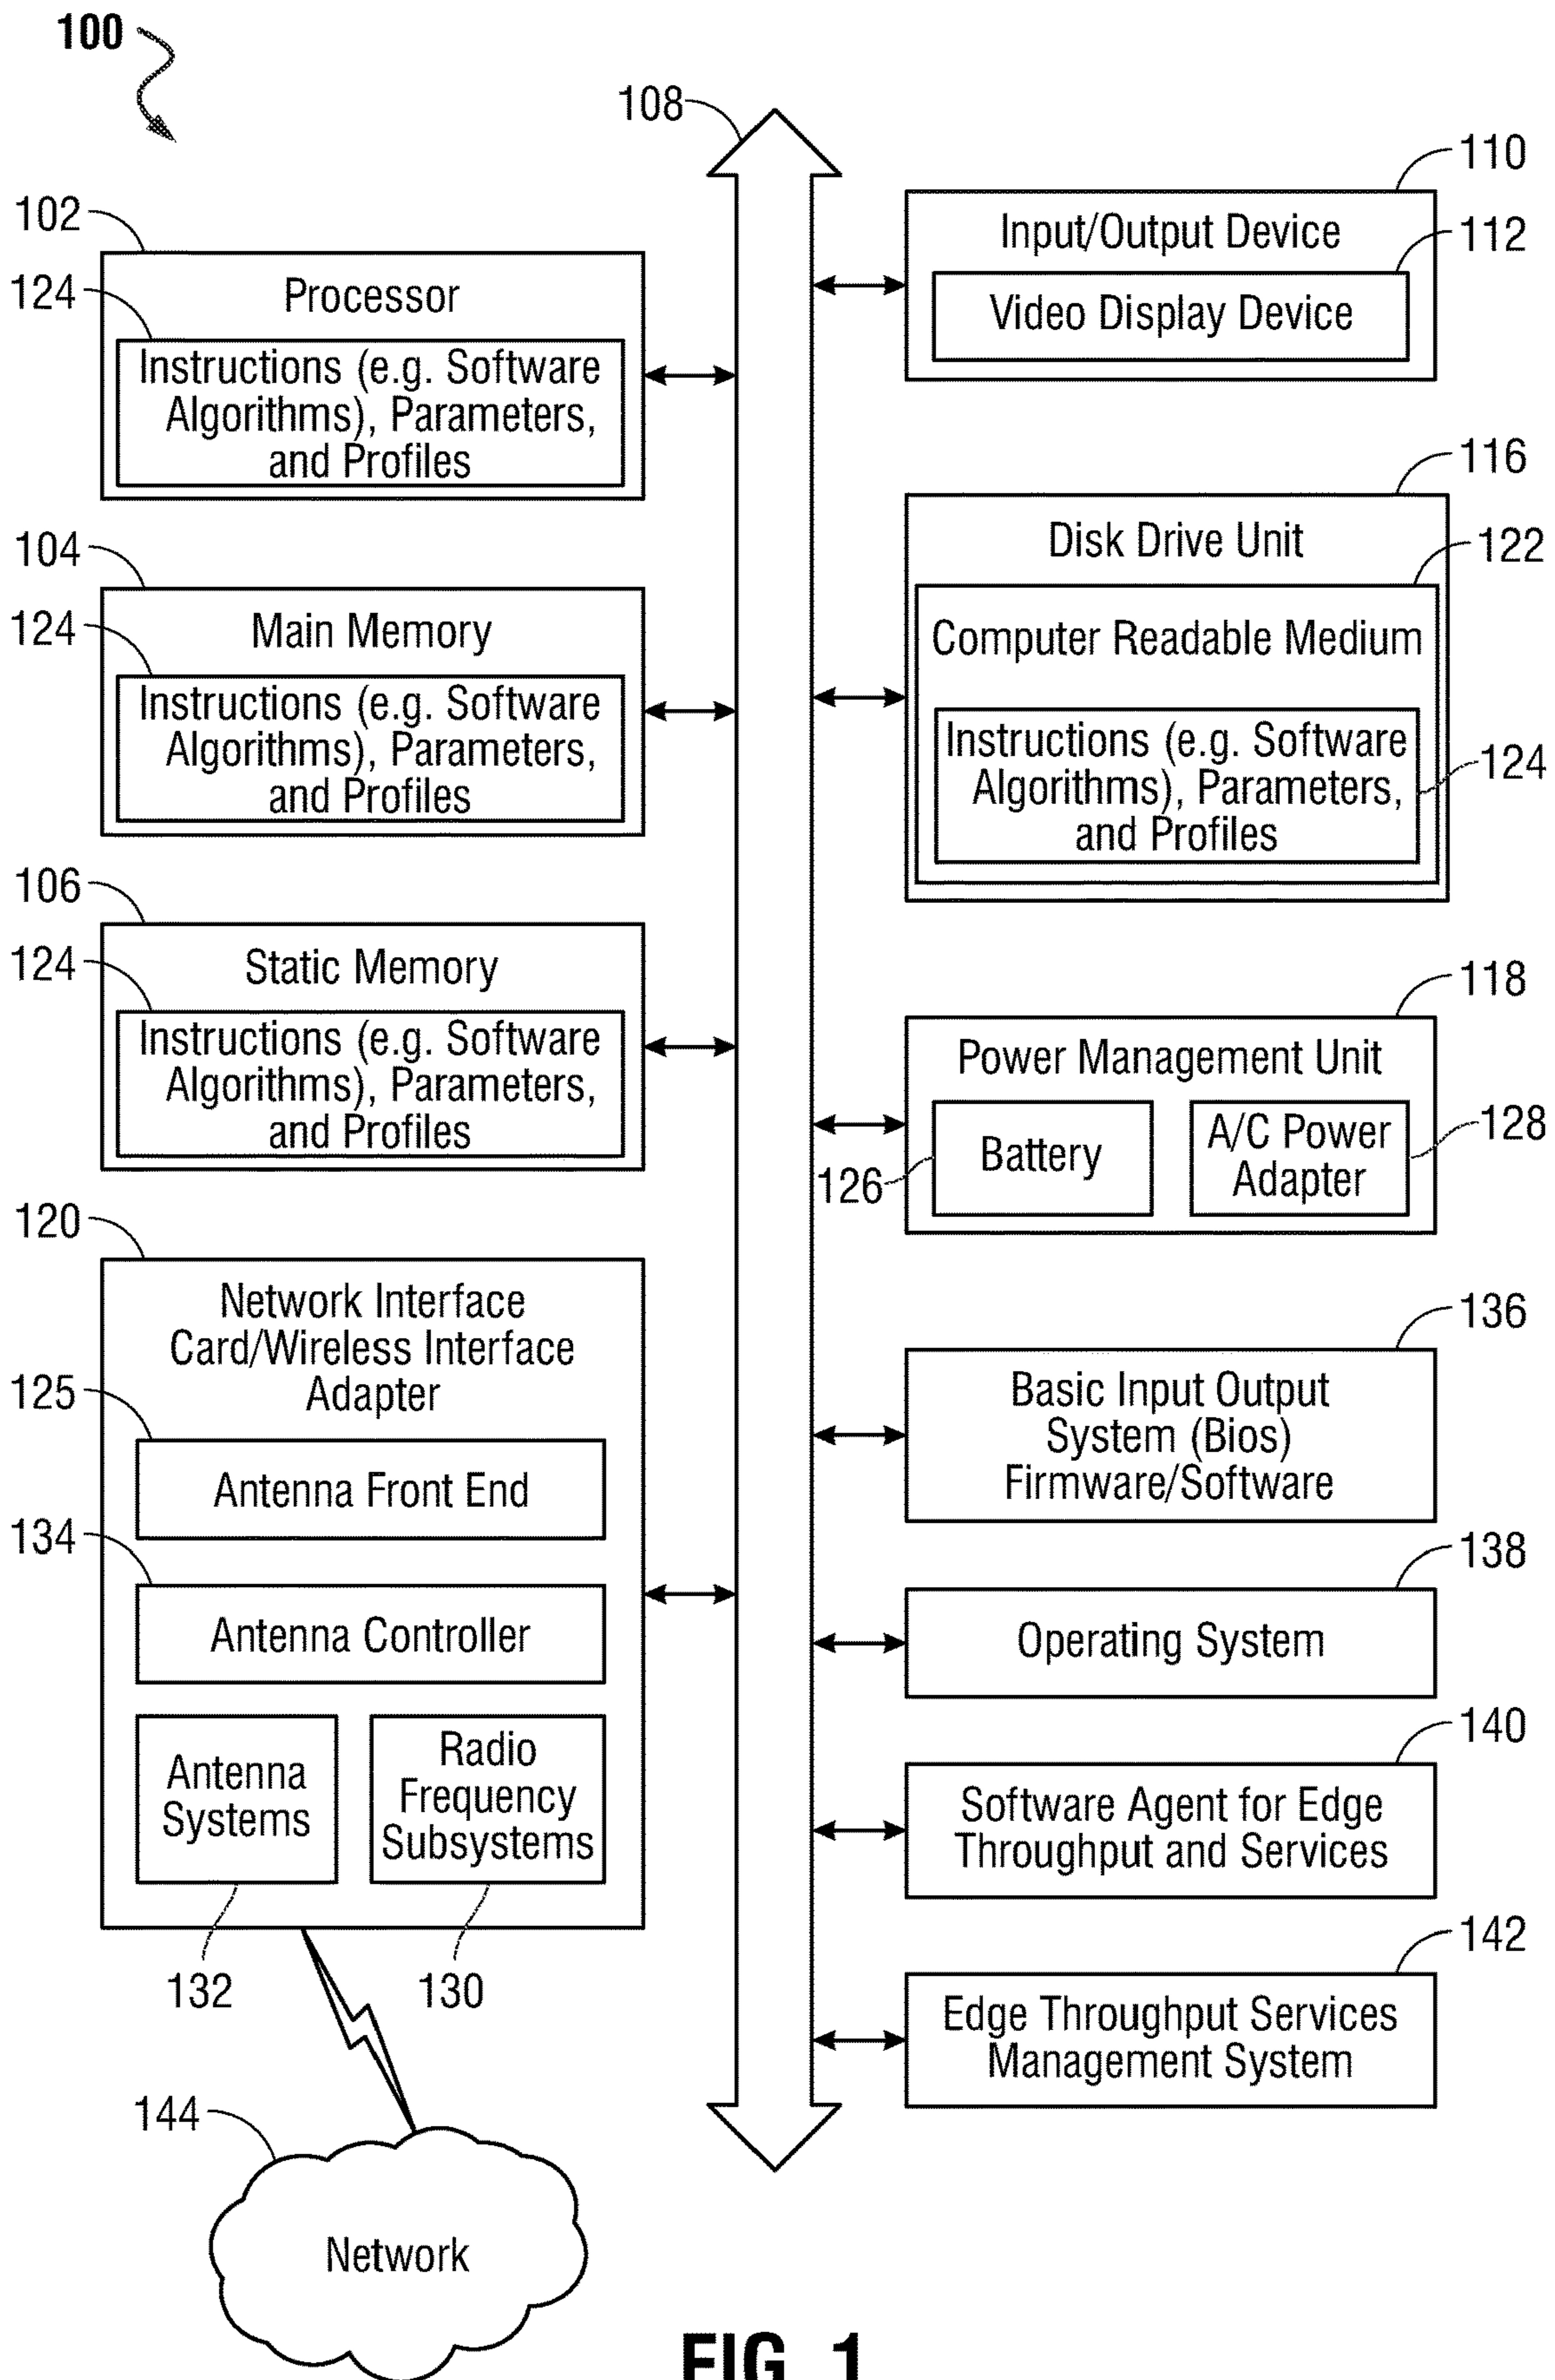 100
108
102
Processor
124
Instructions (e.g. Software
Algorithms), Parameters,
and Profiles
104
Main Memory
124
Instructions (e.g. Software
Algorithms), Parameters,
and Profiles
106
Static Memory
124
Instructions (e.g. Software
Algorithms), Parameters,
and Profiles
120
Network Interface
Card/Wireless Interface
Adapter
125
Antenna Front End
134
Antenna Controller
Antenna
Systems
Radio
Frequency
Subsystems
132
130
144
Network
110
Input/Output Device
112
Video Display Device
116
Disk Drive Unit
122
Computer Readable Medium
Instructions (e.g. Software
Algorithms), Parameters,
and Profiles
124
118
Power Management Unit
Battery
126
A/C Power
Adapter
128
136
Basic Input Output
System (Bios)
Firmware/Software
138
Operating System
140
Software Agent for Edge
Throughput and Services
142
Edge Throughput Services
Management System
FIG. 1